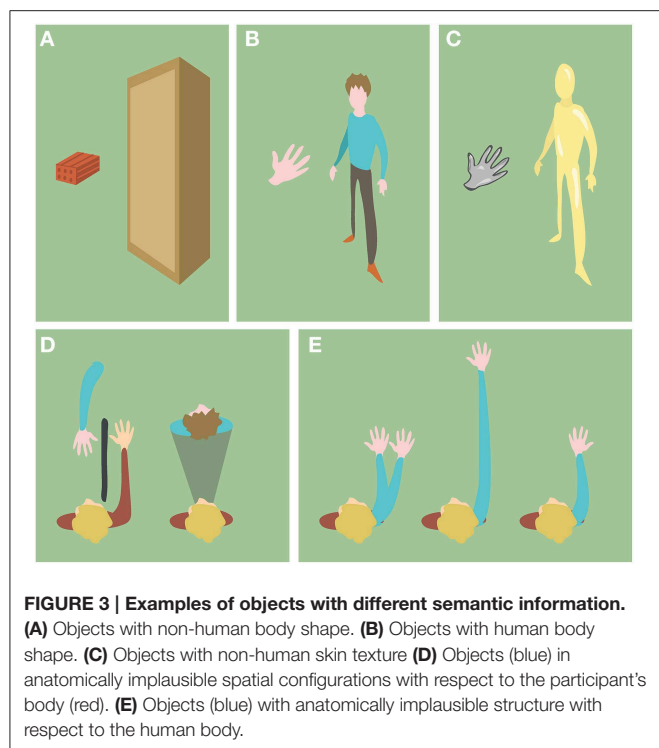 A
B
C
D
E
FIGURE 3 | Examples of objects with different semantic information.
(A) Objects with non-human body shape. (B) Objects with human body
shape. (C) Objects with non-human skin texture (D) Objects (blue) in
anatomically implausible spatial configurations with respect to the participant's
body (red). (E) Objects (blue) with anatomically implausible structure with
respect to the human body.